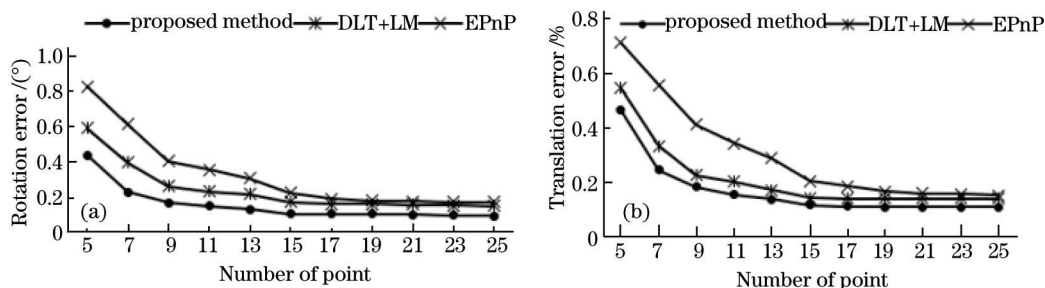 proposed method DLT+LM EPnP
Rotation error /(°)
1.0
0.8
0.6
0.4
0.2
0
(a)
5 7 9 11 13 15 17 19 21 23 25
Number of point
proposed method DLT+LM EPnP
Translation error /%
0.8
0.6
0.4
0.2
0
(b)
5 7 9 11 13 15 17 19 21 23 25
Number of point